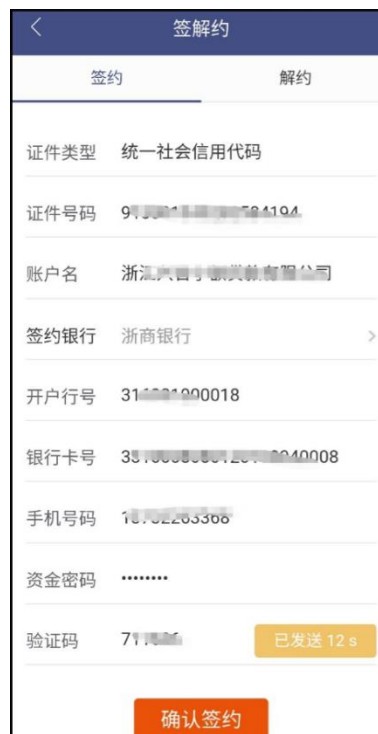 签解约
签约 解约
证件类型 统一社会信用代码
证件号码
账户名
签约银行 浙商银行
开户行号
银行卡号
手机号码
资金密码 ••••••••
验证码 已发送 12 s
确认签约